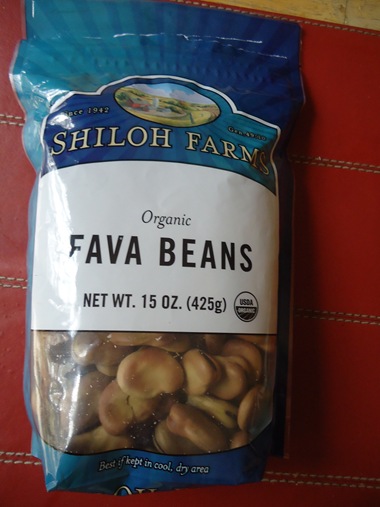 Since 1942
SHILOH FARMS
Organic
FAVA BEANS
NET WT. 15 OZ. (425g)
USDA
ORGANIC
Best if kept in cool, dry area